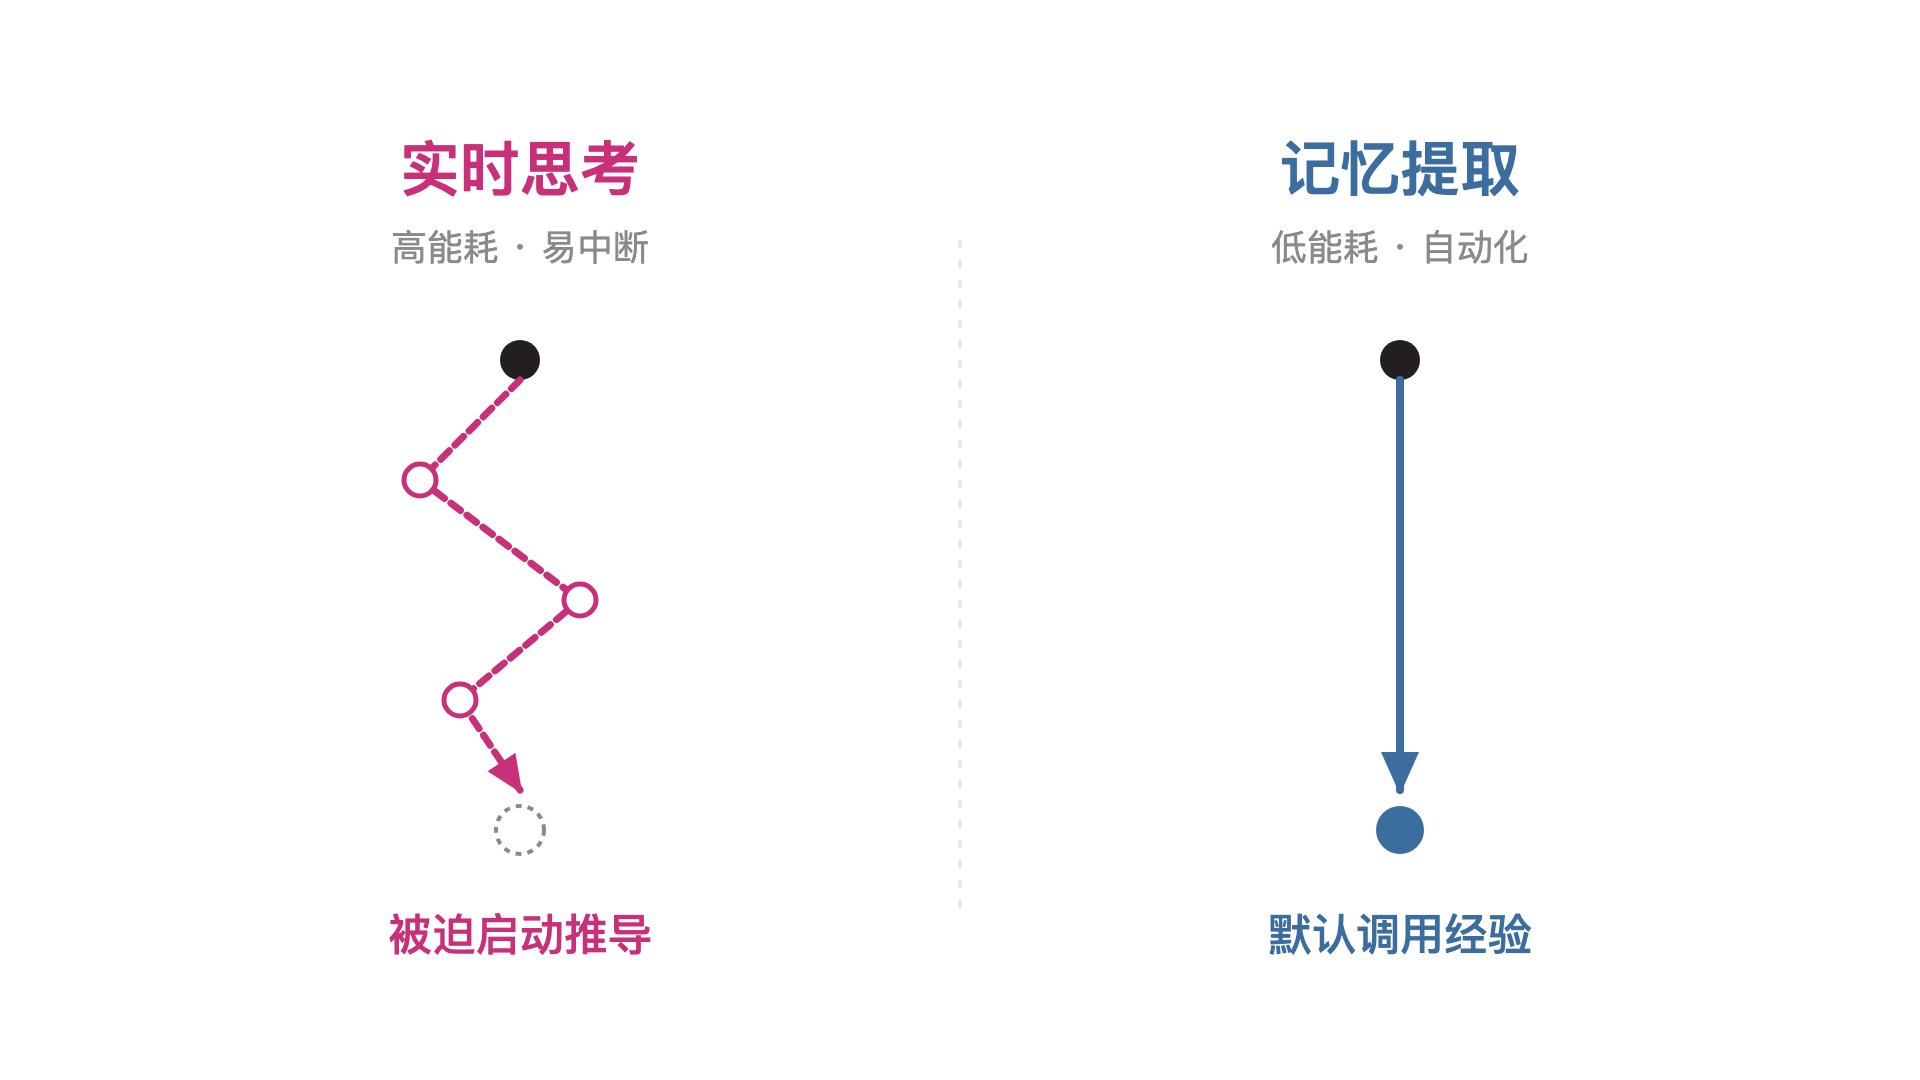 实时思考
高能耗 · 易中断
被迫启动推导
记忆提取
低能耗 · 自动化
默认调用经验